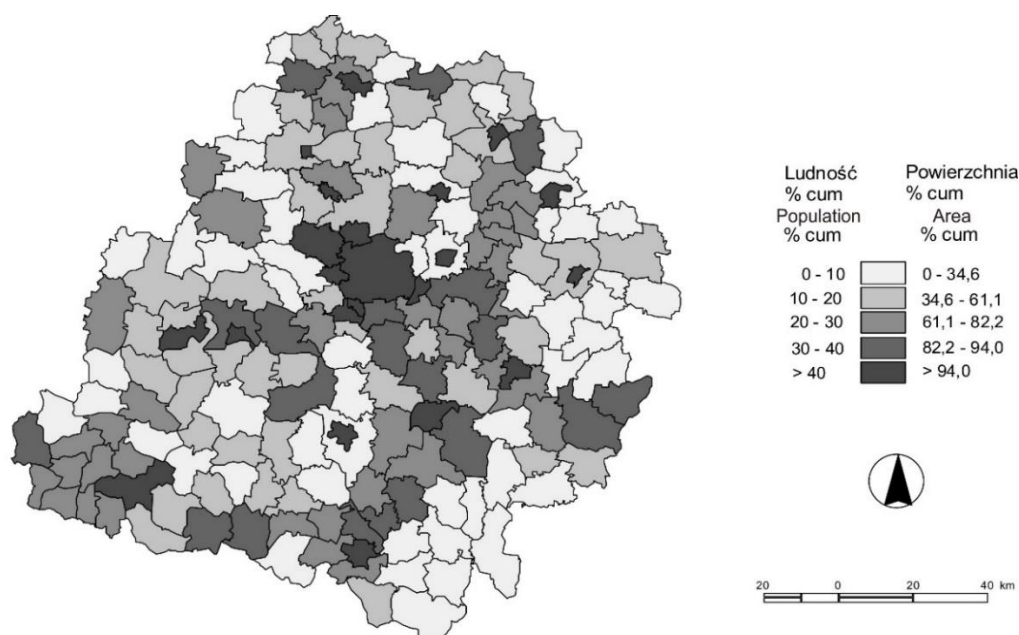 Ludność Powierzchnia
% cum % cum
Population Area
% cum % cum
0 - 10 0 - 34,6
10 - 20 34,6 - 61,1
20 - 30 61,1 - 82,2
30 - 40 82,2 - 94,0
> 40 > 94,0
20 0 20 40 km